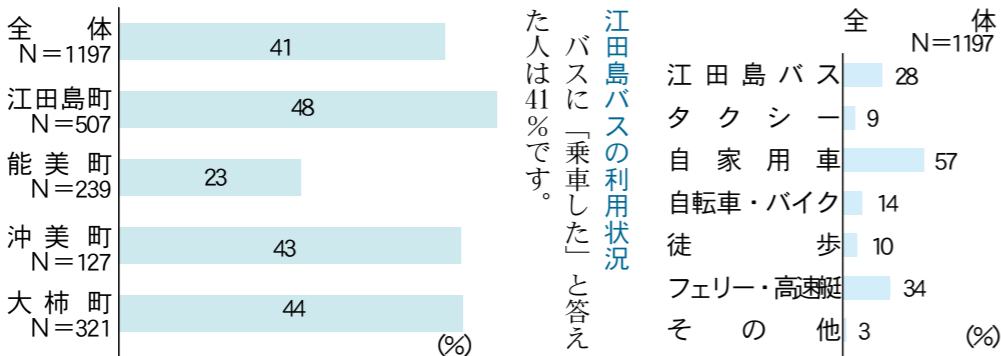 全体
N=1197
江田島バス 28
タクシー 9
自家用車 57
自転車・バイク 14
徒歩 10
フェリー・高速艇 34
その他 3
(%)
江田島バスの利用状況
バスに「乗車した」と答え
た人は41%です。
全体
N=1197
41
江田島町
N=507
48
能美町
N=239
23
沖美町
N=127
43
大柿町
N=321
44
(%)